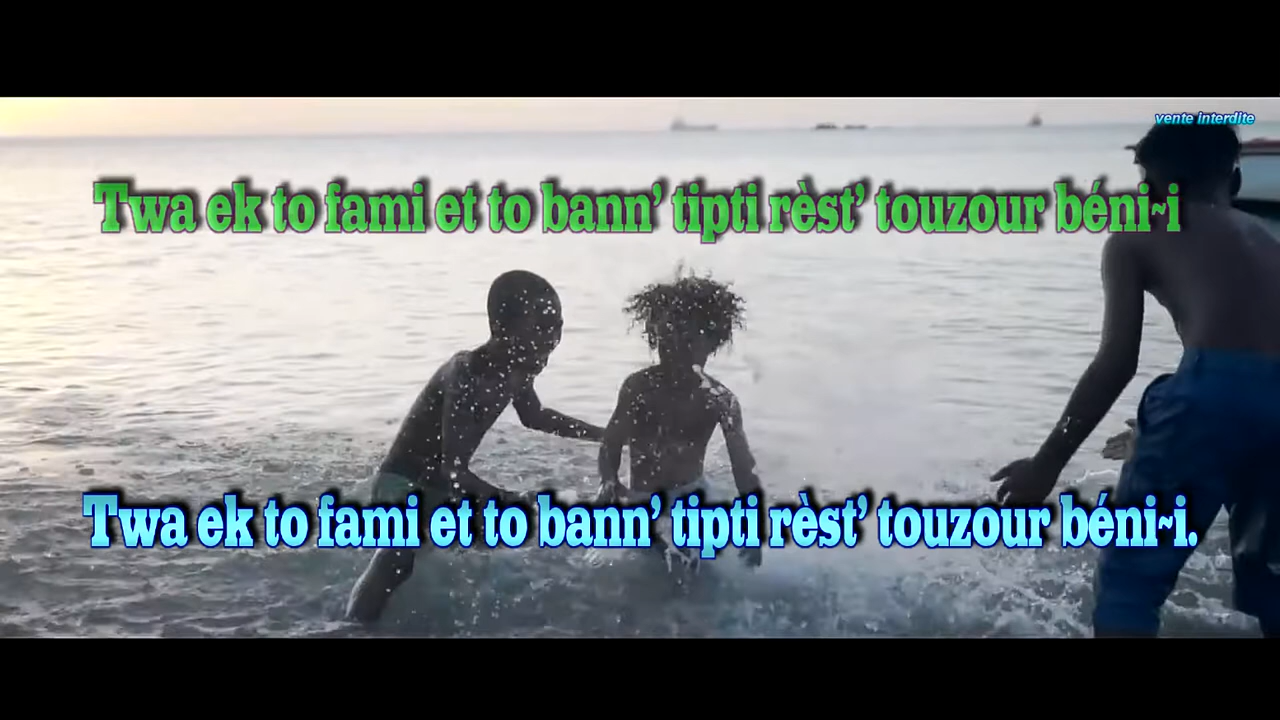 vente interdite
Twa ek to fami et to bann’ tipti rèst’ touzour béni~i
Twa ek to fami et to bann’ tipti rèst’ touzour béni~i.